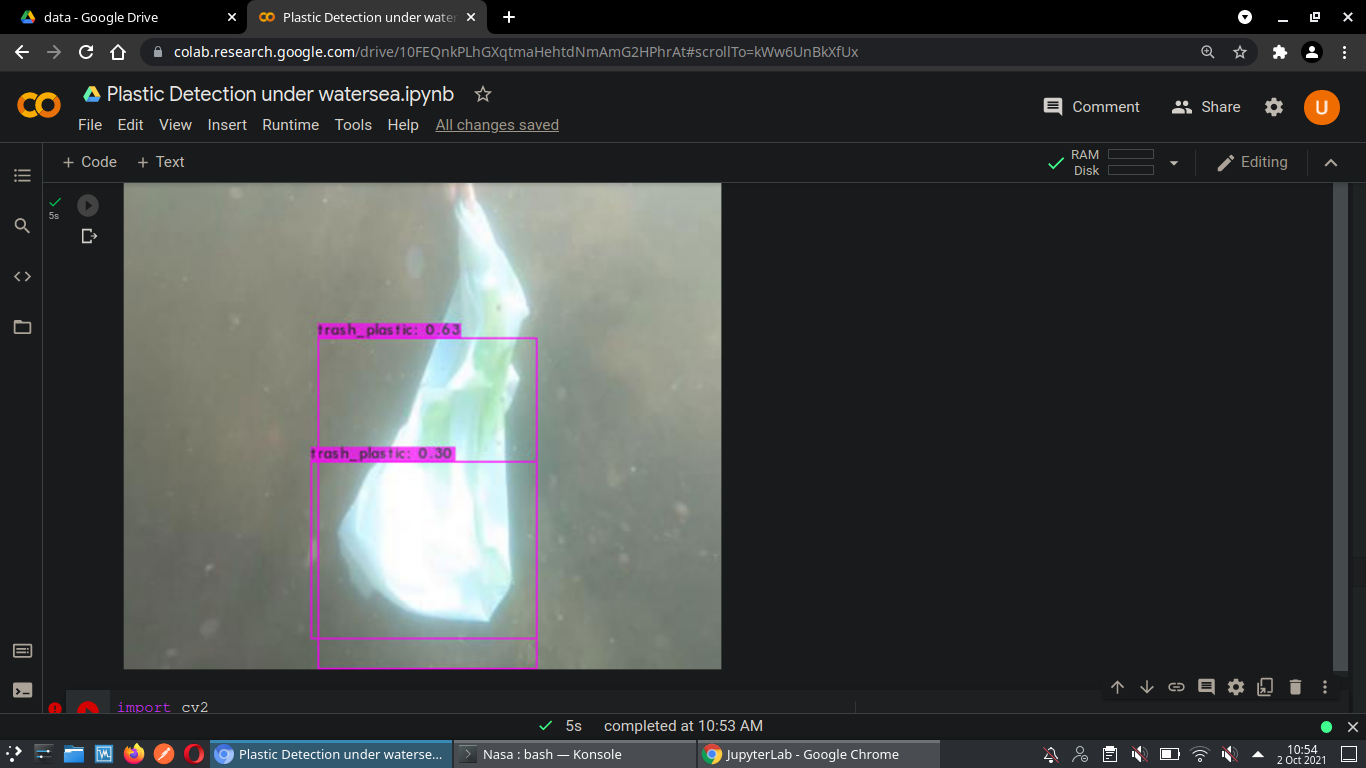 data - Google Drive
Plastic Detection under water
colab.research.google.com/drive/10FEQnkPLhGXqtmaHehtdNmAmG2HPhrAt#scrollTo=kWw6UnBkXfUx
Plastic Detection under watersea.ipynb
Comment
Share
U
File Edit View Insert Runtime Tools Help All changes saved
+ Code + Text
RAM
Disk
Editing
5s
trash_plastic: 0.63
trash_plastic: 0.30
import cv2
5s completed at 10:53 AM
Plastic Detection under waterse...
Nasa : bash — Konsole
JupyterLab - Google Chrome
10:54
2 Oct 2021